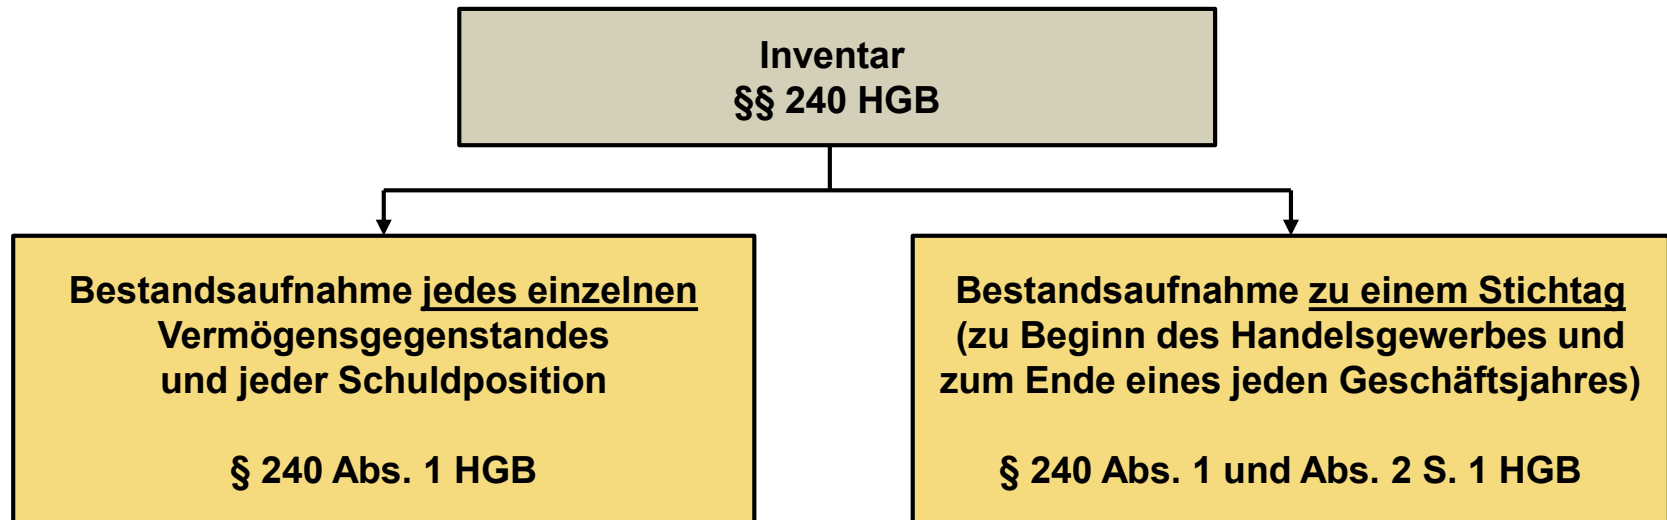 Inventar
§§ 240 HGB
Bestandsaufnahme jedes einzelnen
Vermögensgegenstandes
und jeder Schuldposition
§ 240 Abs. 1 HGB
Bestandsaufnahme zu einem Stichtag
(zu Beginn des Handelsgewerbes und
zum Ende eines jeden Geschäftsjahres)
§ 240 Abs. 1 und Abs. 2 S. 1 HGB